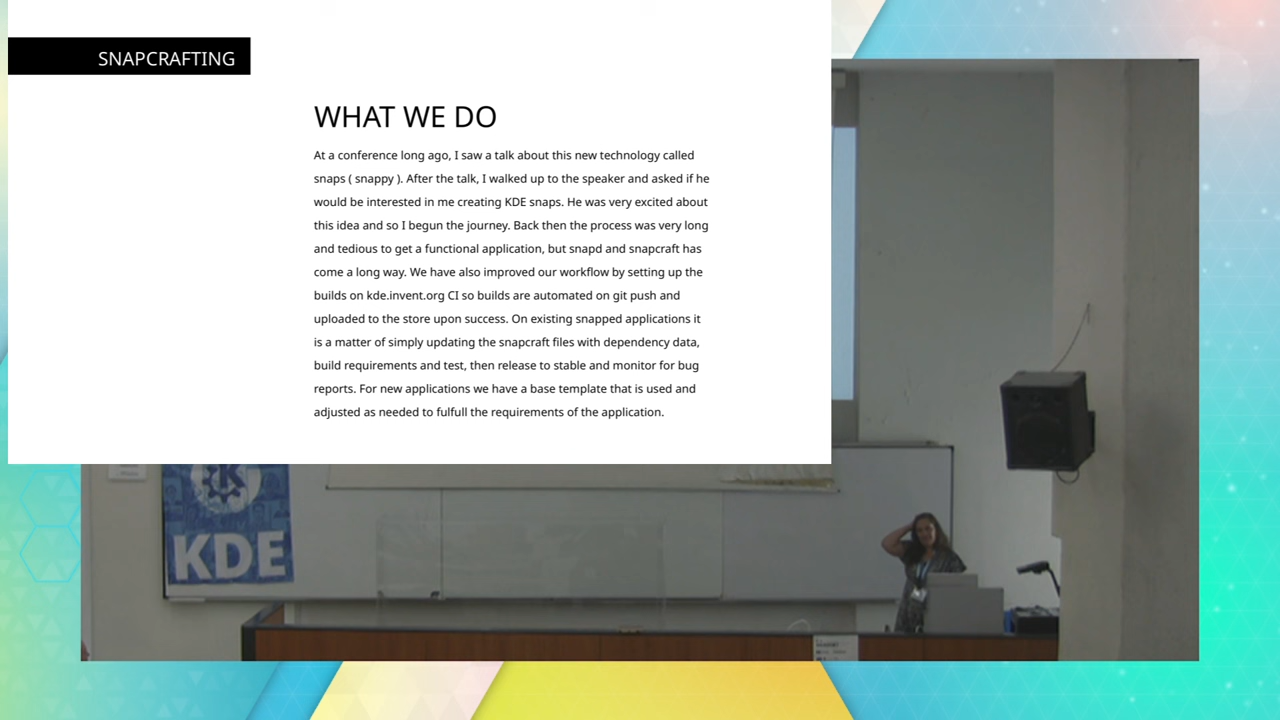 SNAPCRAFTING
WHAT WE DO
At a conference long ago, I saw a talk about this new technology called
snaps ( snappy ). After the talk, I walked up to the speaker and asked if he
would be interested in me creating KDE snaps. He was very excited about
this idea and so I begun the journey. Back then the process was very long
and tedious to get a functional application, but snapd and snapcraft has
come a long way. We have also improved our workflow by setting up the
builds on kde.invent.org CI so builds are automated on git push and
uploaded to the store upon success. On existing snapped applications it
is a matter of simply updating the snapcraft files with dependency data,
build requirements and test, then release to stable and monitor for bug
reports. For new applications we have a base template that is used and
adjusted as needed to fulfull the requirements of the application.
KDE